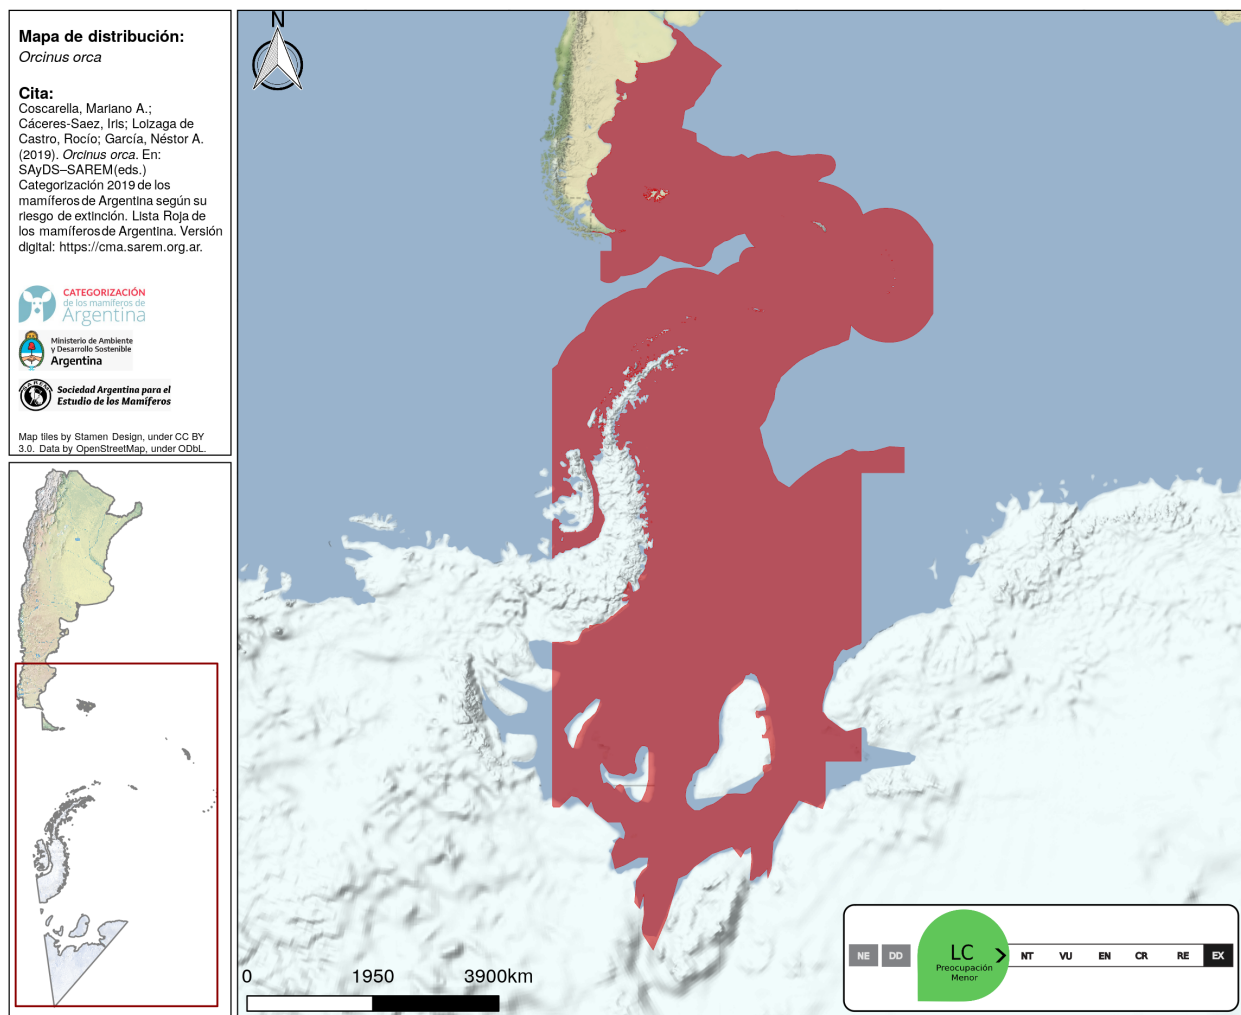 Mapa de distribución:
Orcinus orca
Cita:
Coscarella, Mariano A.;
Cáceres-Saez, Iris; Loizaga de
Castro, Rocío; García, Néstor A.
(2019). Orcinus orca. En:
SAyDS–SAREM(eds.)
Categorización 2019 de los
mamíferos de Argentina según su
riesgo de extinción. Lista Roja de
los mamíferos de Argentina. Versión
digital: https://cma.sarem.org.ar.
CATEGORIZACIÓN
de los mamíferos de
Argentina
Ministerio de Ambiente
y Desarrollo Sostenible
Argentina
SAREM
Sociedad Argentina para el
Estudio de los Mamíferos
Map tiles by Stamen Design, under CC BY
3.0. Data by OpenStreetMap, under ODbL.
N
0 1950 3900km
NE DD LC NT VU EN CR RE EX
Preocupación
Menor